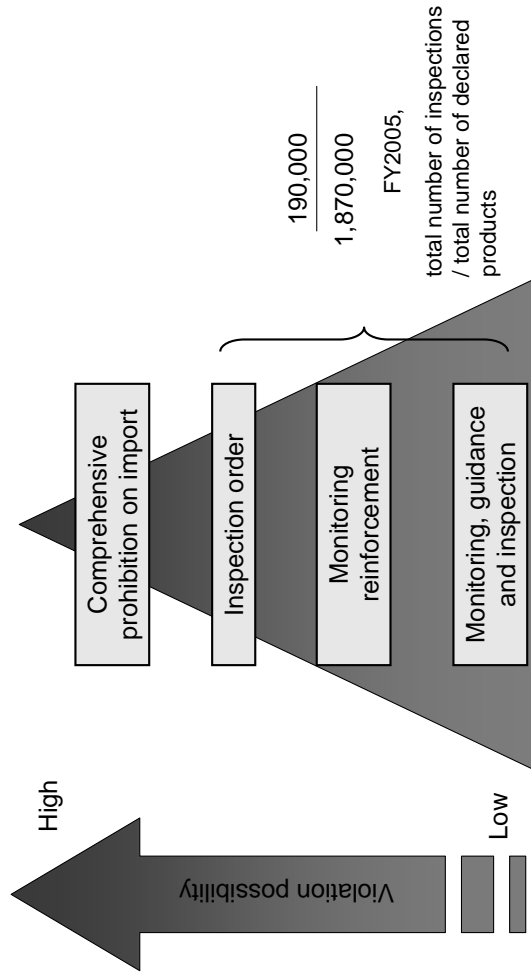 High
Violation possibility
Low
Comprehensive
prohibition on import
Inspection order
Monitoring
reinforcement
Monitoring, guidance
and inspection
190,000
1,870,000
FY2005,
total number of inspections
/ total number of declared
products